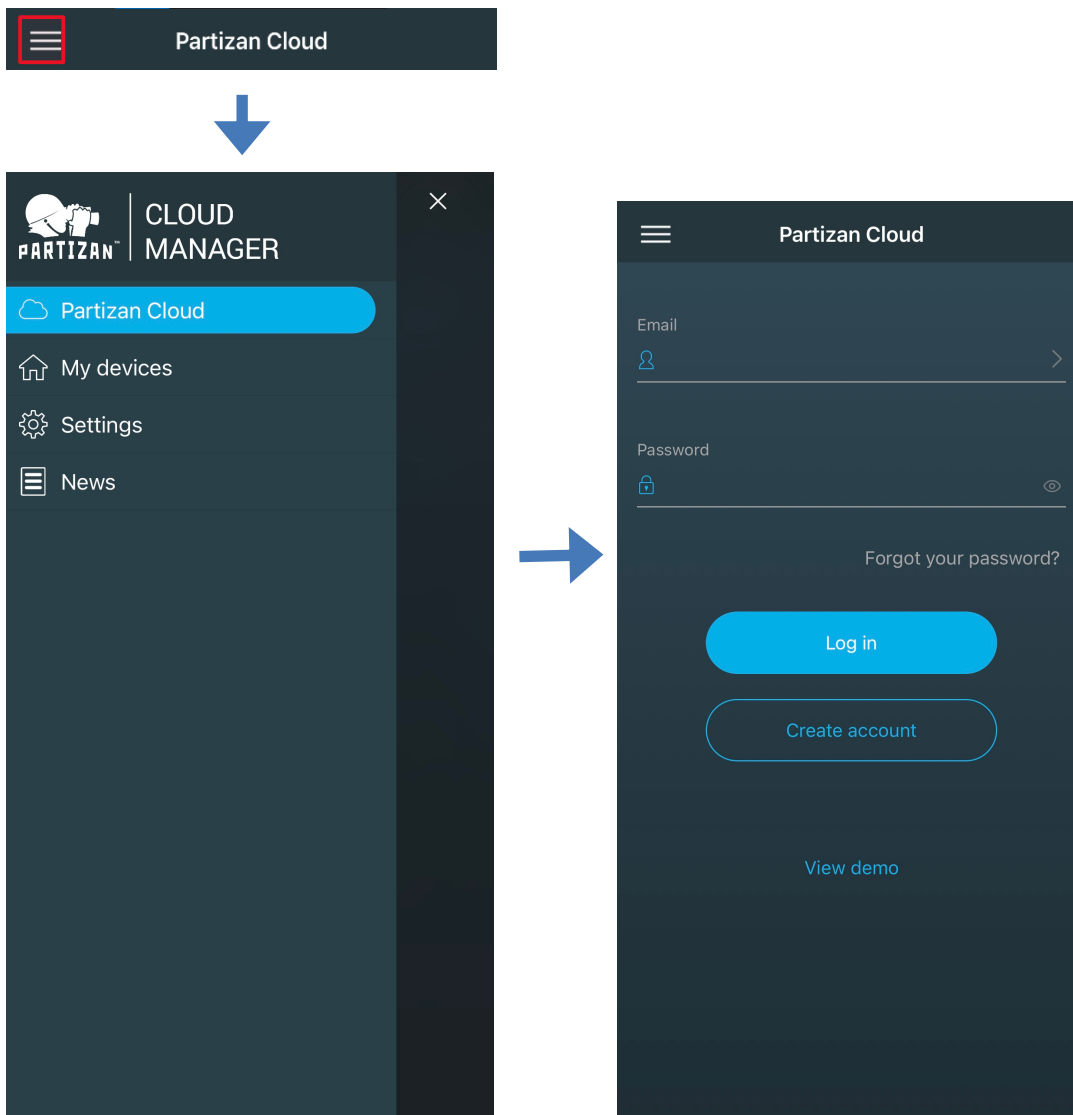 Partizan Cloud
PARTIZAN™
CLOUD
MANAGER
Partizan Cloud
My devices
Settings
News
Partizan Cloud
Email
Password
Forgot your password?
Log in
Create account
View demo